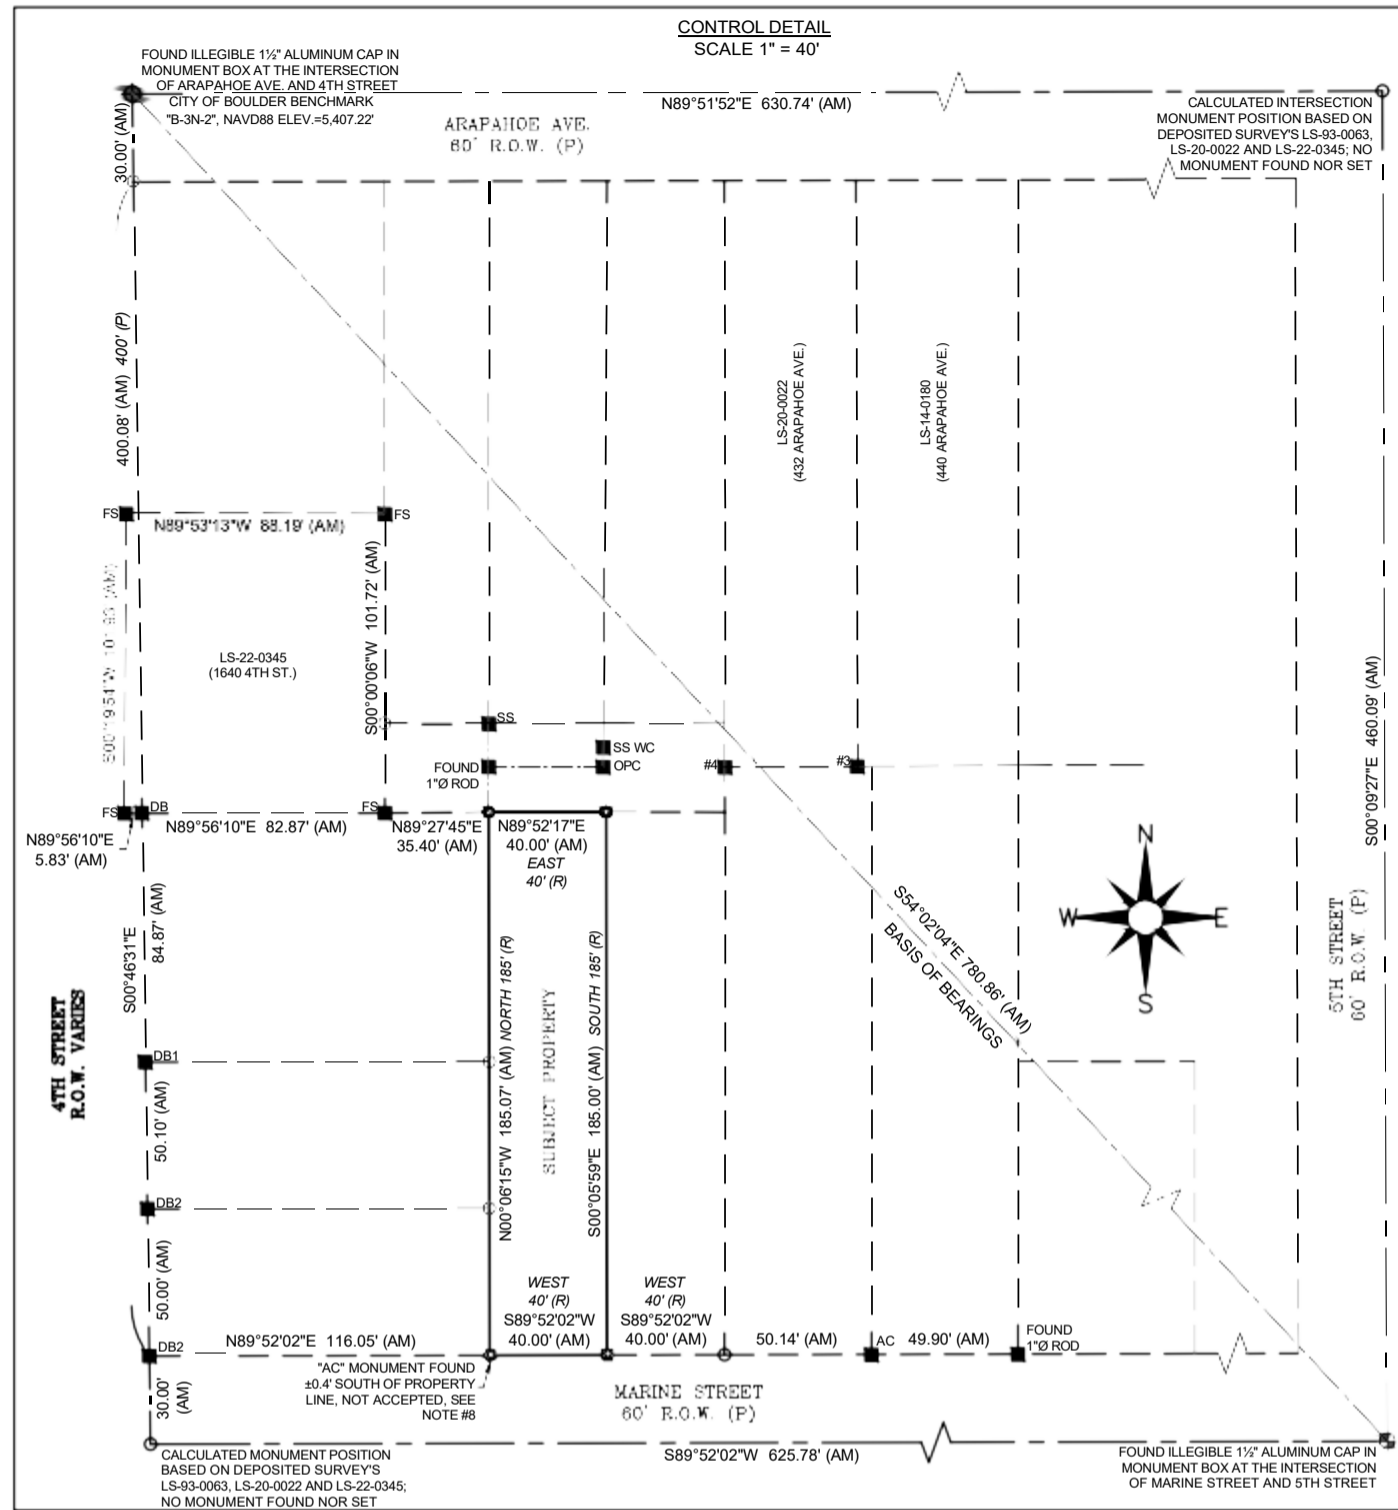 CONTROL DETAIL
SCALE 1" = 40'
FOUND ILLEGIBLE 1½" ALUMINUM CAP IN
MONUMENT BOX AT THE INTERSECTION
OF ARAPAHOE AVE. AND 4TH STREET
CITY OF BOULDER BENCHMARK
"B-3N-2", NAVD88 ELEV.=5,407.22'
N89°51'52"E 630.74' (AM)
CALCULATED INTERSECTION
MONUMENT POSITION BASED ON
DEPOSITED SURVEY'S LS-93-0063,
LS-20-0022 AND LS-22-0345; NO
MONUMENT FOUND NOR SET
ARAPAHOE AVE.
60' R.O.W. (P)
30.00' (AM)
400.08' (AM) 400' (P)
LS-20-0022
(432 ARAPAHOE AVE.)
LS-14-0180
(440 ARAPAHOE AVE.)
FS
FS
N89°53'13"W 88.19' (AM)
S00°19'54"W 101.93' (AM)
S00°00'06"W 101.72' (AM)
LS-22-0345
(1640 4TH ST.)
S00°09'27"E 460.09' (AM)
SS
SS WC
FOUND
1"Ø ROD
OPC
#4
#3
FS
DB
FS
N89°56'10"E
5.83' (AM)
N89°56'10"E 82.87' (AM)
N89°27'45"E
35.40' (AM)
N89°52'17"E
40.00' (AM)
EAST
40' (R)
N
W
E
S
S54°02'04"E 780.86' (AM)
BASIS OF BEARINGS
S00°46'31"E
84.87' (AM)
N00°06'15"W 185.07' (AM) NORTH 185' (R)
SUBJECT PROPERTY
S00°05'59"E 185.00' (AM) SOUTH 185' (R)
5TH STREET
60' R.O.W. (P)
4TH STREET
R.O.W. VARIES
DB1
50.10' (AM)
DB2
50.00' (AM)
WEST
40' (R)
S89°52'02"W
40.00' (AM)
WEST
40' (R)
S89°52'02"W
40.00' (AM)
DB2
N89°52'02"E 116.05' (AM)
50.14' (AM)
AC
49.90' (AM)
FOUND
1"Ø ROD
"AC" MONUMENT FOUND
±0.4' SOUTH OF PROPERTY
LINE, NOT ACCEPTED, SEE
NOTE #8
30.00'
(AM)
MARINE STREET
60' R.O.W. (P)
S89°52'02"W 625.78' (AM)
CALCULATED MONUMENT POSITION
BASED ON DEPOSITED SURVEY'S
LS-93-0063, LS-20-0022 AND LS-22-0345;
NO MONUMENT FOUND NOR SET
FOUND ILLEGIBLE 1½" ALUMINUM CAP IN
MONUMENT BOX AT THE INTERSECTION
OF MARINE STREET AND 5TH STREET